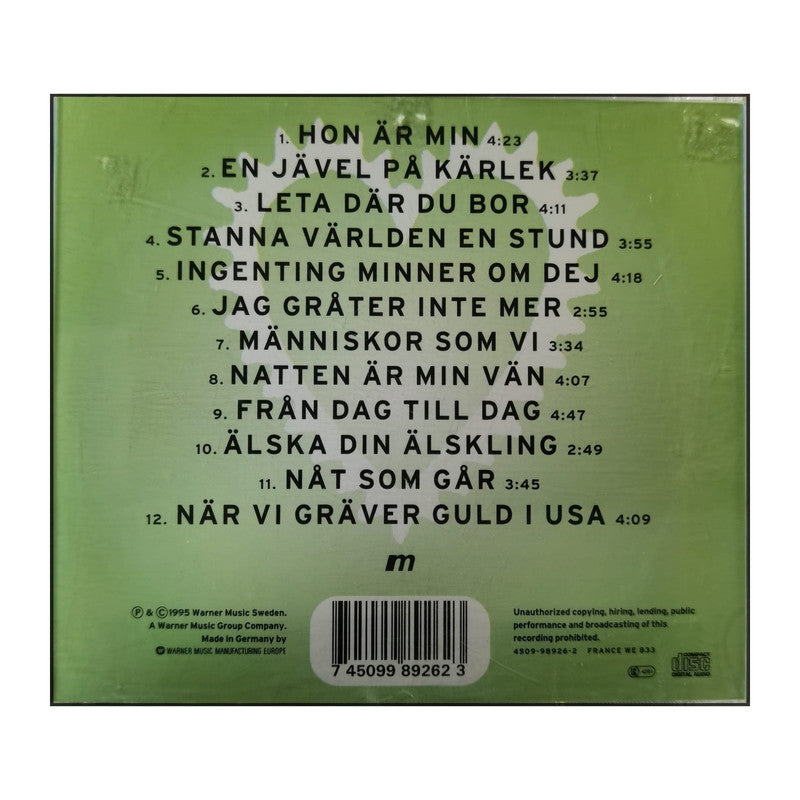 1. HON ÄR MIN 4:23
2. EN JÄVEL PÅ KÄRLEK 3:37
3. LETA DÄR DU BOR 4:11
4. STANNA VÄRLDEN EN STUND 3:55
5. INGENTING MINNER OM DEJ 4:18
6. JAG GRÅTER INTE MER 2:55
7. MÄNNISKOR SOM VI 3:34
8. NATTEN ÄR MIN VÄN 4:07
9. FRÅN DAG TILL DAG 4:47
10. ÄLSKA DIN ÄLSKLING 2:49
11. NÅT SOM GÅR 3:45
12. NÄR VI GRÄVER GULD I USA 4:09
m
Ⓟ & Ⓒ1995 Warner Music Sweden.
A Warner Music Group Company.
Made in Germany by
WARNER MUSIC MANUFACTURING EUROPE
7 45099 89262 3
Unauthorized copying, hiring, lending, public
performance and broadcasting of this
recording prohibited.
4509-98926-2 FRANCE WE 833
COMPACT
disc
DIGITAL AUDIO